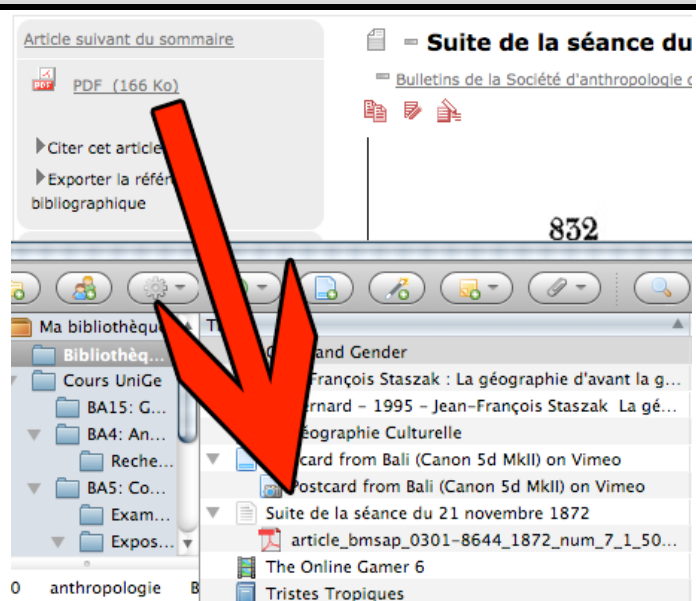 Article suivant du sommaire
PDF (166 Ko)
Citer cet article
Exporter la référ
bibliographique
Suite de la séance du
Bulletins de la Société d'anthropologie
832
Ma bibliothèque
Bibliothèq...
Cours UniGe
BA15: G...
BA4: An...
Reche...
BA5: Co...
Exam...
Expos...
anthropologie
and Gender
François Staszak : La géographie d'avant la g...
ernard – 1995 – Jean-François Staszak La gé...
éographie Culturelle
card from Bali (Canon 5d MkII) on Vimeo
Postcard from Bali (Canon 5d MkII) on Vimeo
Suite de la séance du 21 novembre 1872
article_bmsap_0301-8644_1872_num_7_1_50...
The Online Gamer 6
Tristes Tropiques